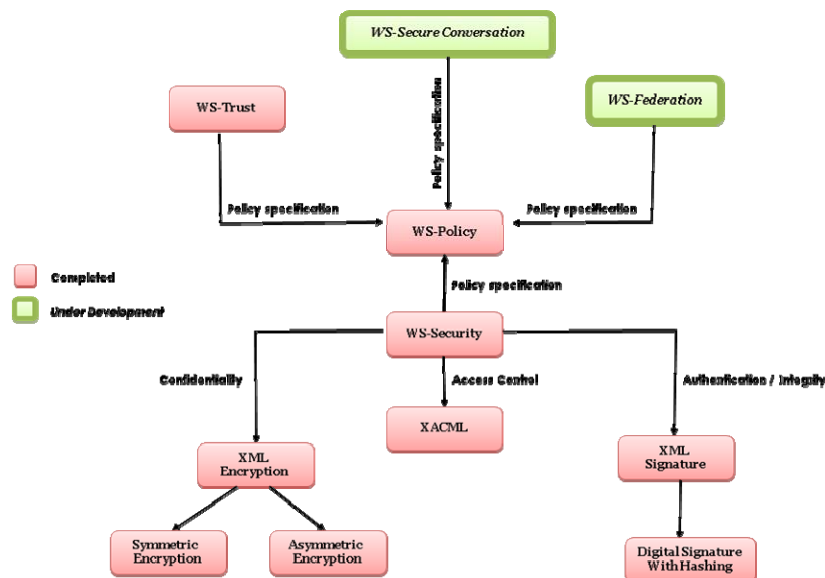 WS-Secure Conversation
WS-Trust
WS-Federation
Policy specification
Policy specification
Policy specification
WS-Policy
Completed
Under Development
Policy specification
WS-Security
Confidentiality
Access Control
Authentification / Integrity
XACML
XML
Encryption
XML
Signature
Symmetric
Encryption
Asymmetric
Encryption
Digital Signature
With Hashing